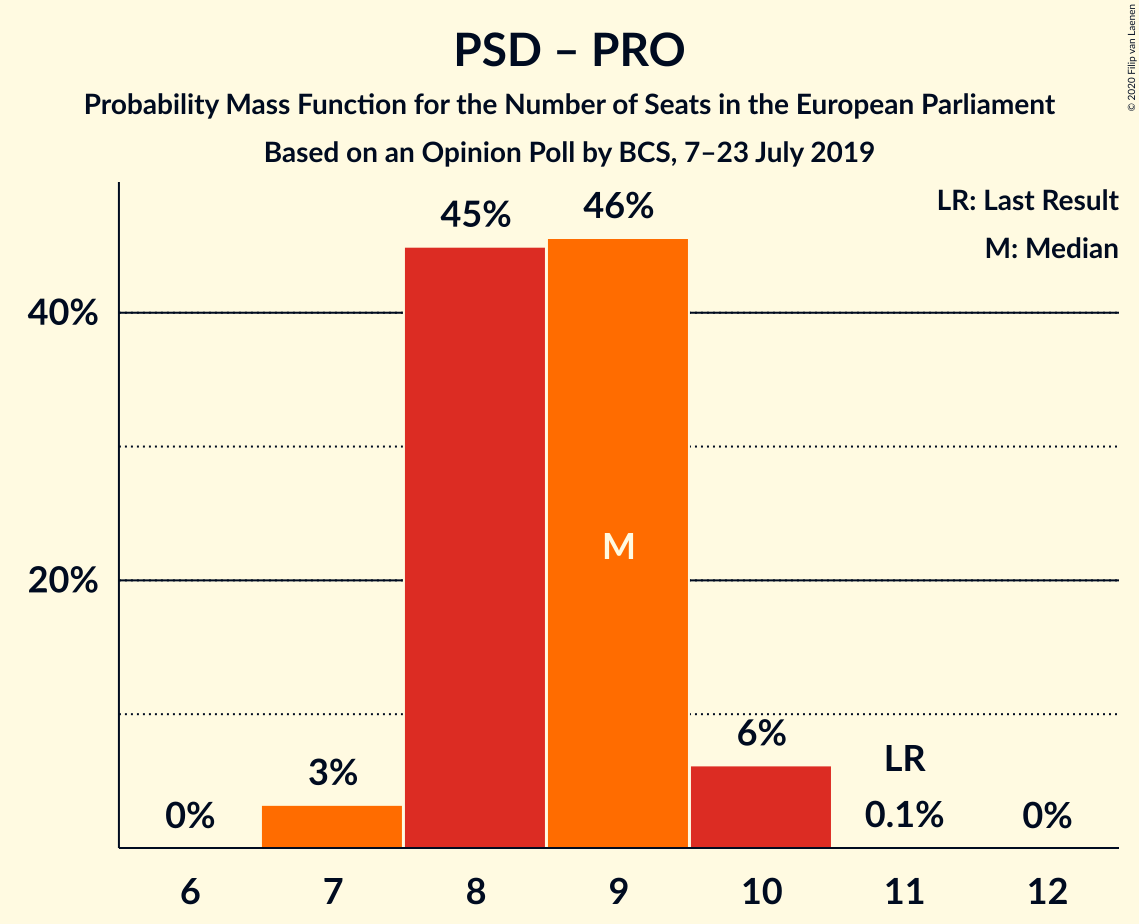 PSD – PRO
Probability Mass Function for the Number of Seats in the European Parliament
Based on an Opinion Poll by BCS, 7–23 July 2019
© 2020 Filip van Laenen
LR: Last Result
M: Median
45%
46%
40%
M
20%
6%
LR
3%
0%
0.1%
0%
6
7
8
9
10
11
12